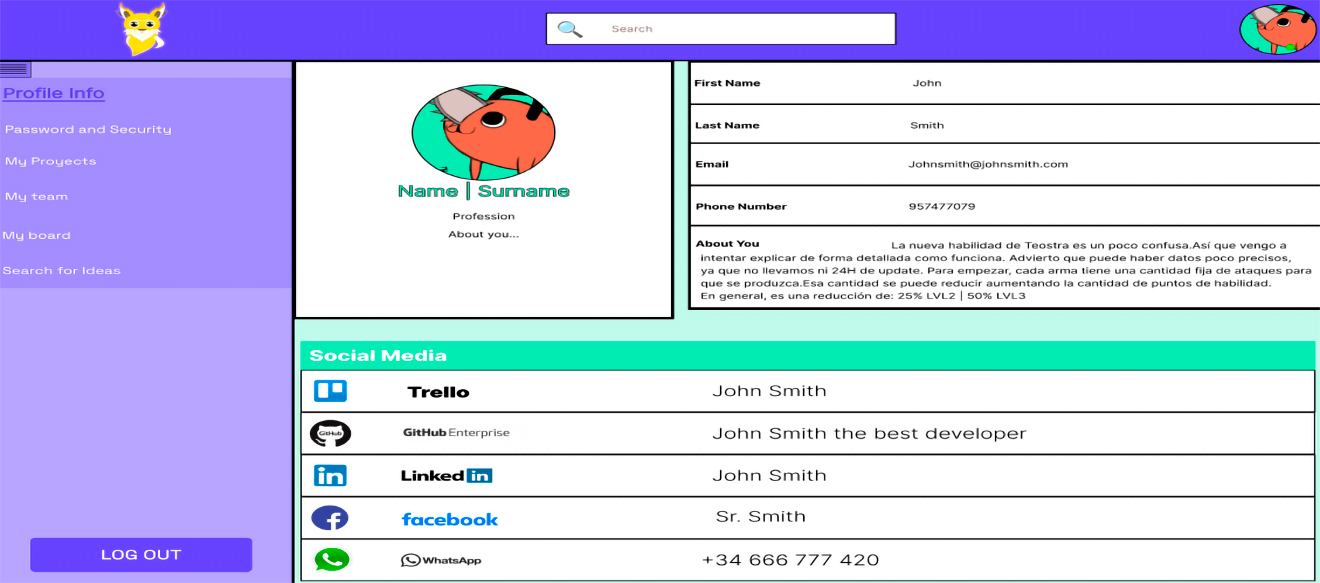 Search
Profile Info
Password and Security
My Proyects
My team
My board
Search for Ideas
LOG OUT
Name | Surname
Profession
About you...
First Name John
Last Name Smith
Email Johnsmith@johnsmith.com
Phone Number 957477079
About You La nueva habilidad de Teostra es un poco confusa.Así que vengo a
intentar explicar de forma detallada como funciona. Advierto que puede haber datos poco precisos,
ya que no llevamos ni 24H de update. Para empezar, cada arma tiene una cantidad fija de ataques para
que se produzca.Esa cantidad se puede reducir aumentando la cantidad de puntos de habilidad.
En general, es una reducción de: 25% LVL2 | 50% LVL3
Social Media
Trello John Smith
GitHub GitHub Enterprise John Smith the best developer
in Linked in John Smith
f facebook Sr. Smith
WhatsApp +34 666 777 420